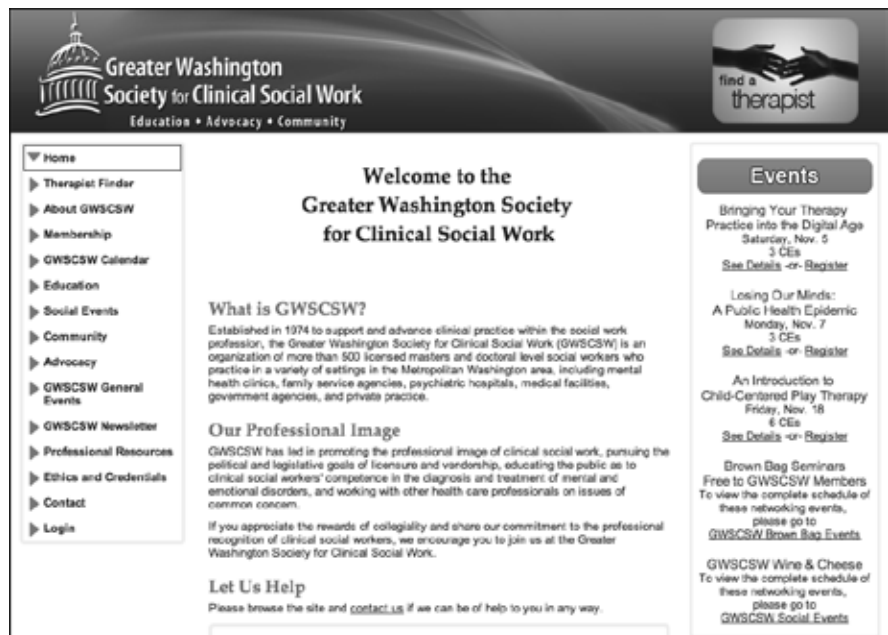 Greater Washington
Society for Clinical Social Work
Education • Advocacy • Community
find a
therapist
Home
Therapist Finder
About GWSCSW
Membership
GWSCSW Calendar
Education
Social Events
Community
Advocacy
GWSCSW General
Events
GWSCSW Newsletter
Professional Resources
Ethics and Credentials
Contact
Login
Welcome to the
Greater Washington Society
for Clinical Social Work
What is GWSCSW?
Established in 1974 to support and advance clinical practice within the social work
profession, the Greater Washington Society for Clinical Social Work (GWSCSW) is an
organization of more than 500 licensed masters and doctoral level social workers who
practice in a variety of settings in the Metropolitan Washington area, including mental
health clinics, family service agencies, psychiatric hospitals, medical facilities,
government agencies, and private practice.
Our Professional Image
GWSCSW has led in promoting the professional image of clinical social work, pursuing the
political and legislative goals of licensure and vendorship, educating the public as to
clinical social workers' competence in the diagnosis and treatment of mental and
emotional disorders, and working with other health care professionals on issues of
common concern.
If you appreciate the rewards of collegiality and share our commitment to the professional
recognition of clinical social workers, we encourage you to join us at the Greater
Washington Society for Clinical Social Work.
Let Us Help
Please browse the site and contact us if we can be of help to you in any way.
Events
Bringing Your Therapy
Practice into the Digital Age
Saturday, Nov. 5
3 CEs
See Details -or- Register
Losing Our Minds:
A Public Health Epidemic
Monday, Nov. 7
3 CEs
See Details -or- Register
An Introduction to
Child-Centered Play Therapy
Friday, Nov. 18
6 CEs
See Details -or- Register
Brown Bag Seminars
Free to GWSCSW Members
To view the complete schedule of
these networking events,
please go to
GWSCSW Brown Bag Events
GWSCSW Wine & Cheese
To view the complete schedule of
these networking events,
please go to
GWSCSW Social Events